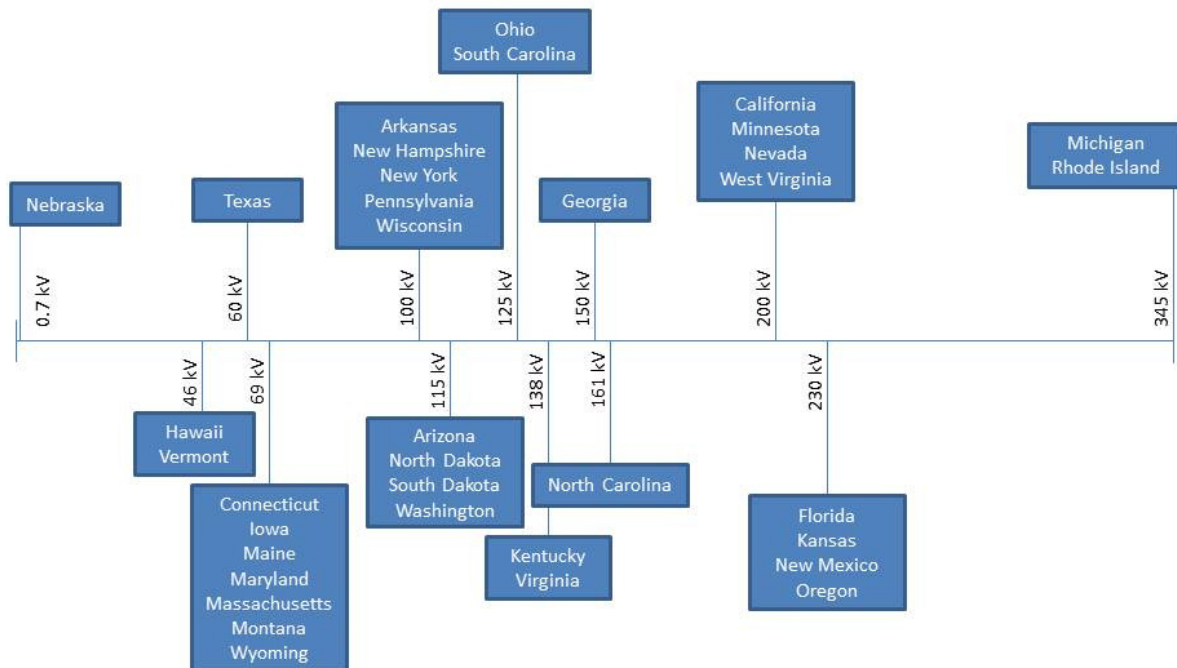 Ohio
South Carolina
Arkansas
New Hampshire
New York
Pennsylvania
Wisconsin
California
Minnesota
Nevada
West Virginia
Michigan
Rhode Island
Nebraska
Texas
Georgia
0.7 kV
60 kV
100 kV
125 kV
150 kV
200 kV
345 kV
46 kV
69 kV
115 kV
138 kV
161 kV
230 kV
Hawaii
Vermont
Arizona
North Dakota
South Dakota
Washington
North Carolina
Connecticut
Iowa
Maine
Maryland
Massachusetts
Montana
Wyoming
Kentucky
Virginia
Florida
Kansas
New Mexico
Oregon